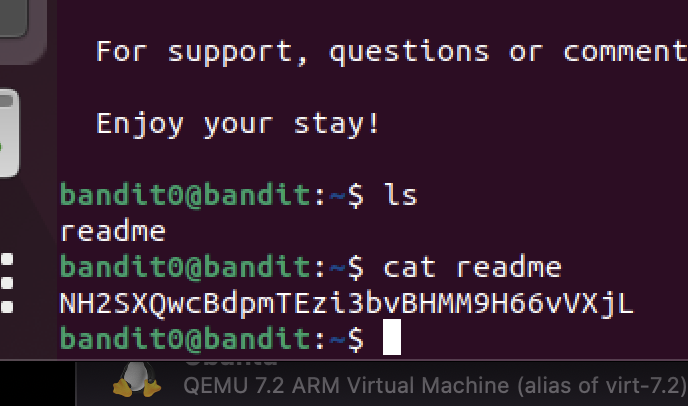 For support, questions or comment
Enjoy your stay!
bandit0@bandit:~$ ls
readme
bandit0@bandit:~$ cat readme
NH2SXQwcBdpmTEzi3bvBHMM9H66vVXjL
bandit0@bandit:~$
QEMU 7.2 ARM Virtual Machine (alias of virt-7.2)